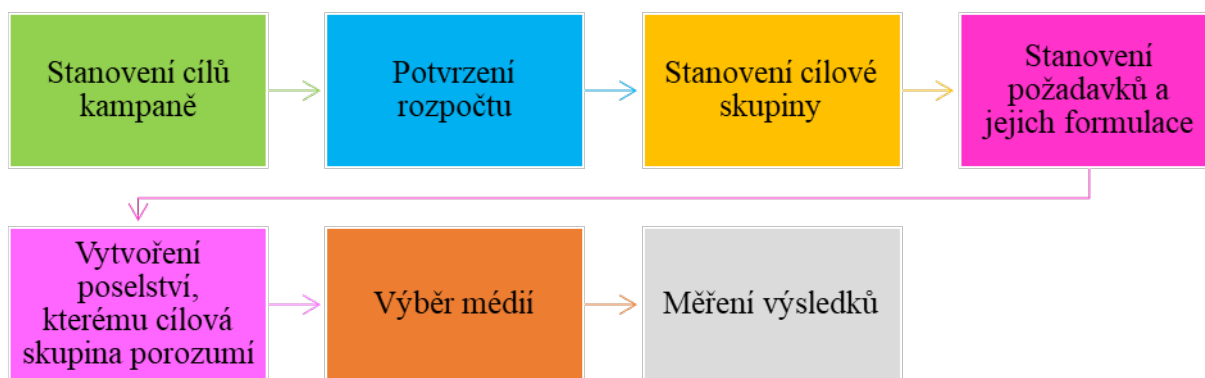 Stanovení cílů
kampaně
Potvrzení
rozpočtu
Stanovení cílové
skupiny
Stanovení
požadavků a
jejich formulace
Vytvoření
poselství,
kterému cílová
skupina porozumí
Výběr médií
Měření výsledků